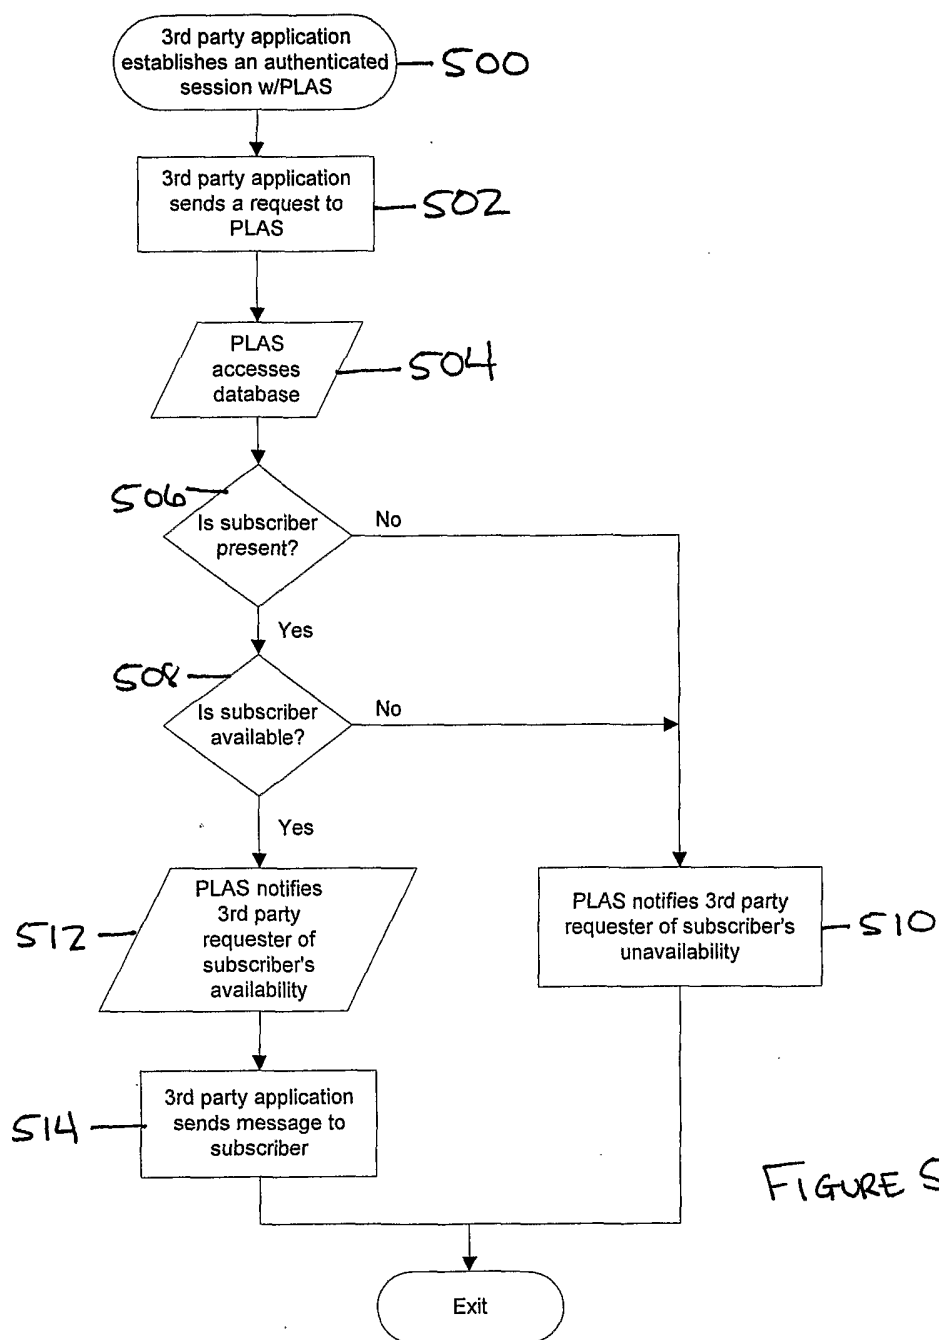 3rd party application
establishes an authenticated
session w/PLAS
500
3rd party application
sends a request to
PLAS
502
PLAS
accesses
database
504
506
Is subscriber
present?
No
Yes
508
Is subscriber
available?
No
Yes
512
PLAS notifies
3rd party
requester of
subscriber's
availability
PLAS notifies 3rd party
requester of subscriber's
unavailability
510
514
3rd party application
sends message to
subscriber
FIGURE 5
Exit